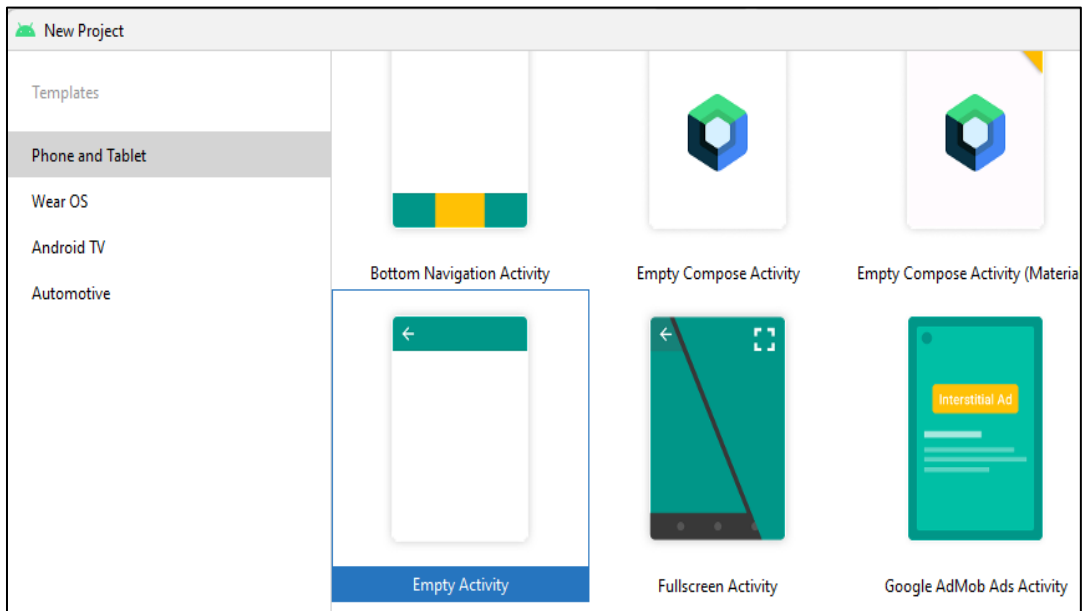 New Project
Templates
Phone and Tablet
Wear OS
Android TV
Automotive
Bottom Navigation Activity
Empty Compose Activity
Empty Compose Activity (Materia
Interstitial Ad
Empty Activity
Fullscreen Activity
Google AdMob Ads Activity